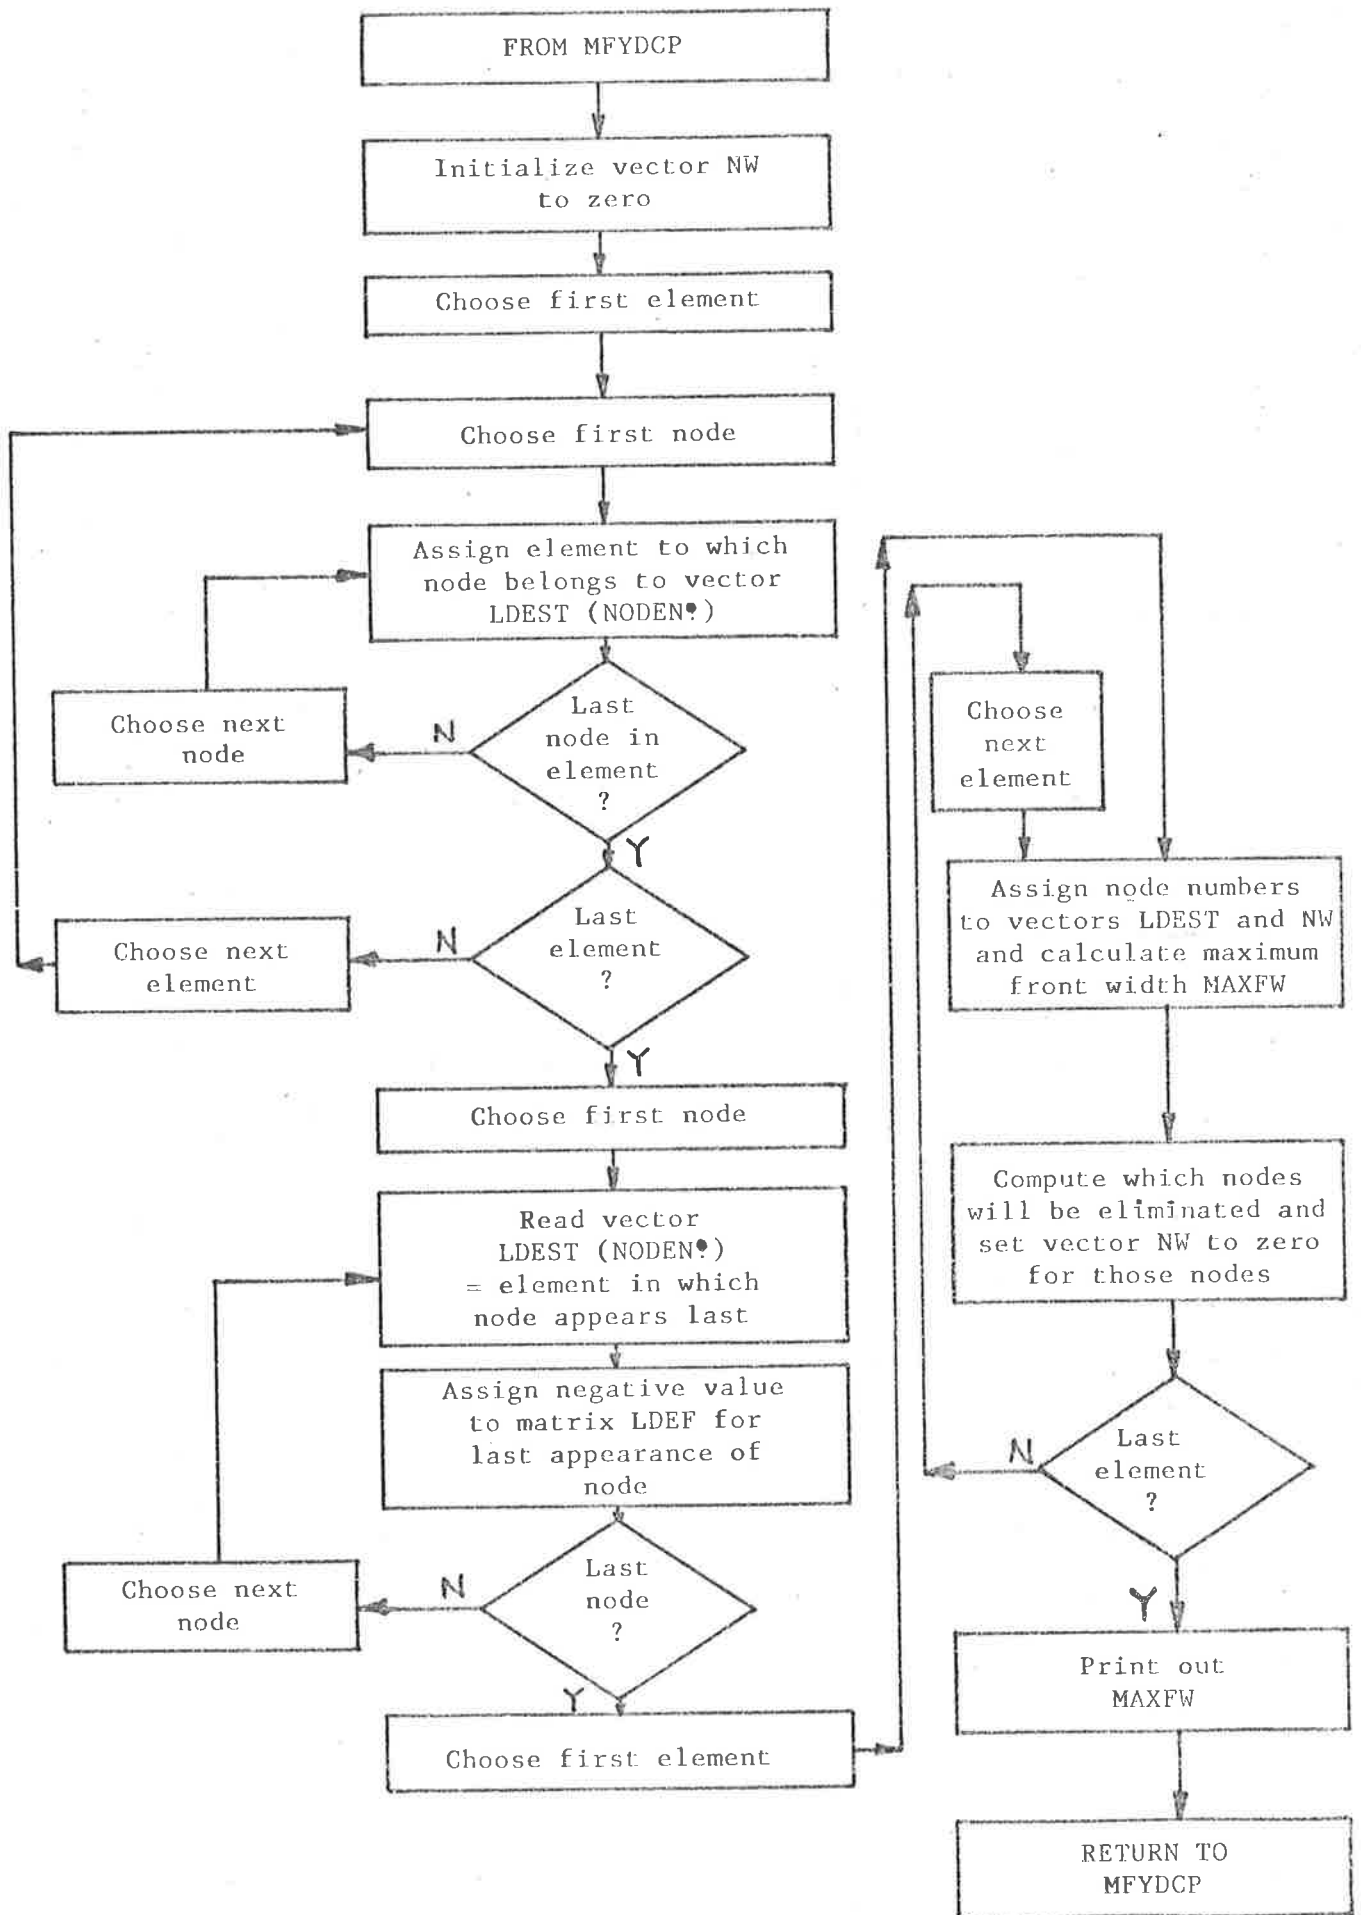 FROM MFYDCP
Initialize vector NW
to zero
Choose first element
Choose first node
Assign element to which
node belongs to vector
LDEST (NODEN?)
Last
node in
element
?
N
Choose next
node
Y
Last
element
?
N
Choose next
element
Y
Choose first node
Read vector
LDEST (NODEN?)
= element in which
node appears last
Assign negative value
to matrix LDEF for
last appearance of
node
Last
node
?
N
Choose next
node
Y
Choose first element
Choose
next
element
Assign node numbers
to vectors LDEST and NW
and calculate maximum
front width MAXFW
Compute which nodes
will be eliminated and
set vector NW to zero
for those nodes
Last
element
?
N
Y
Print out
MAXFW
RETURN TO
MFYDCP